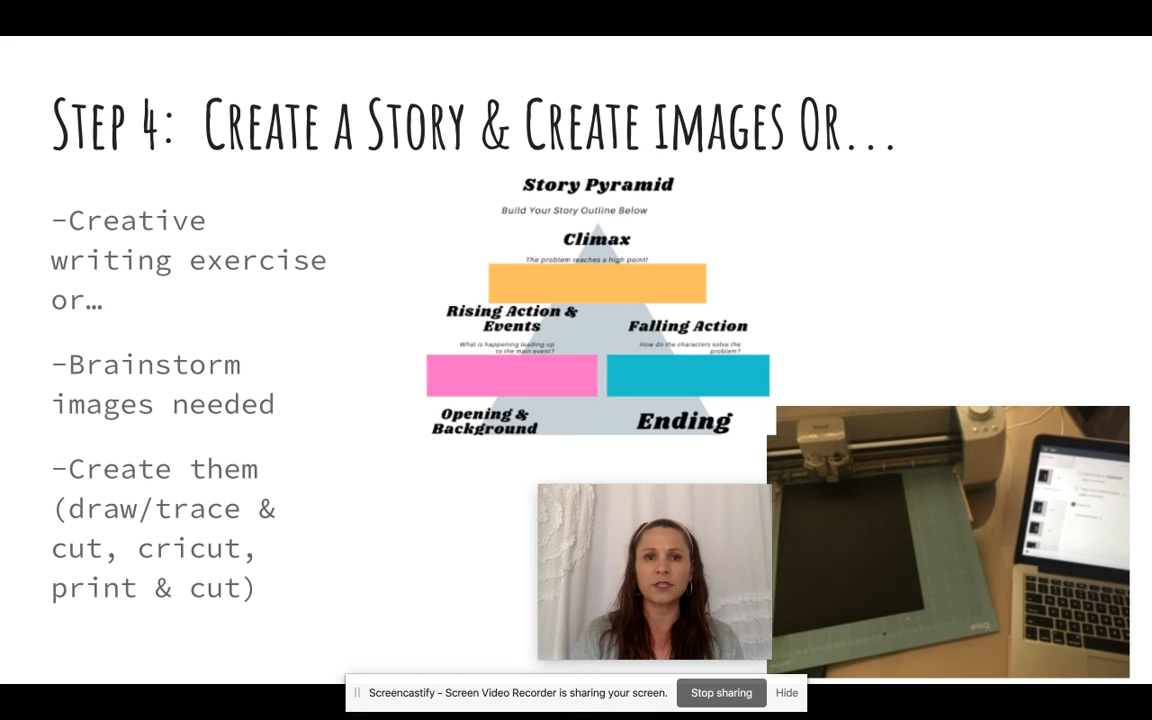 Step 4: Create a Story & Create images Or...
-Creative
writing exercise
or…
-Brainstorm
images needed
-Create them
(draw/trace &
cut, cricut,
print & cut)
Story Pyramid
Build Your Story Outline Below
Climax
The problem reaches a high point!
Rising Action &
Events
What is happening leading up
to the main event?
Falling Action
How do the characters solve the
problem?
Opening &
Background
Ending
Cricut
Screencastify - Screen Video Recorder is sharing your screen.
Stop sharing
Hide